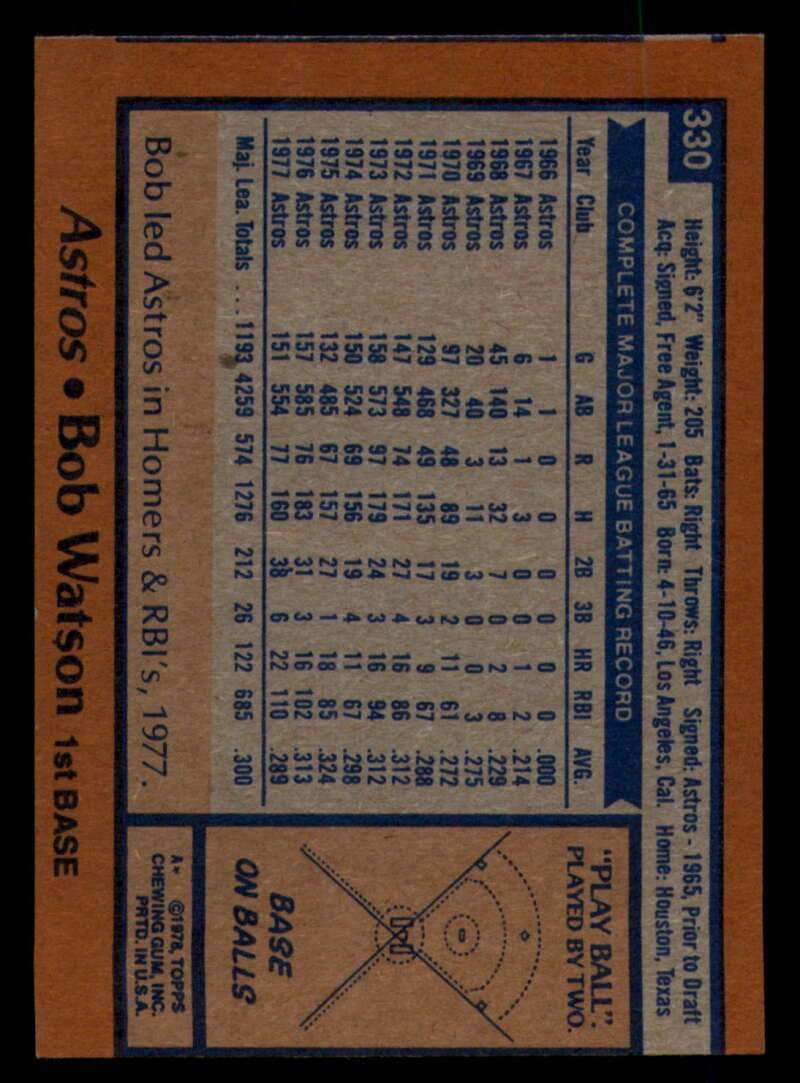 330
Height: 6'2" Weight: 205 Bats: Right Throws: Right Signed: Astros - 1965, Prior to Draft
Acq: Signed, Free Agent, 1-31-65 Born: 4-10-46, Los Angeles, Cal. Home: Houston, Texas
COMPLETE MAJOR LEAGUE BATTING RECORD
Year Club G AB R H 2B 3B HR RBI AVG.
1966 Astros 1 1 0 0 0 0 0 0 .000
1967 Astros 6 14 1 3 0 0 1 2 .214
1968 Astros 45 140 13 32 7 0 2 8 .229
1969 Astros 20 40 3 11 3 0 0 3 .275
1970 Astros 97 327 48 89 19 2 11 61 .272
1971 Astros 129 468 49 135 17 3 9 67 .288
1972 Astros 147 548 74 171 27 4 16 86 .312
1973 Astros 158 573 97 179 24 3 16 94 .312
1974 Astros 150 524 69 156 19 4 11 67 .298
1975 Astros 132 485 67 157 27 1 18 85 .324
1976 Astros 157 585 76 183 31 3 16 102 .313
1977 Astros 151 554 77 160 38 6 22 110 .289
Maj. Lea. Totals ... 1193 4259 574 1276 212 26 122 685 .300
Bob led Astros in Homers & RBI's, 1977.
"PLAY BALL".
PLAYED BY TWO.
BASE
ON BALLS
A* ©1978, TOPPS
CHEWING GUM, INC.
PRTD. IN U.S.A.
Astros • Bob Watson 1st BASE